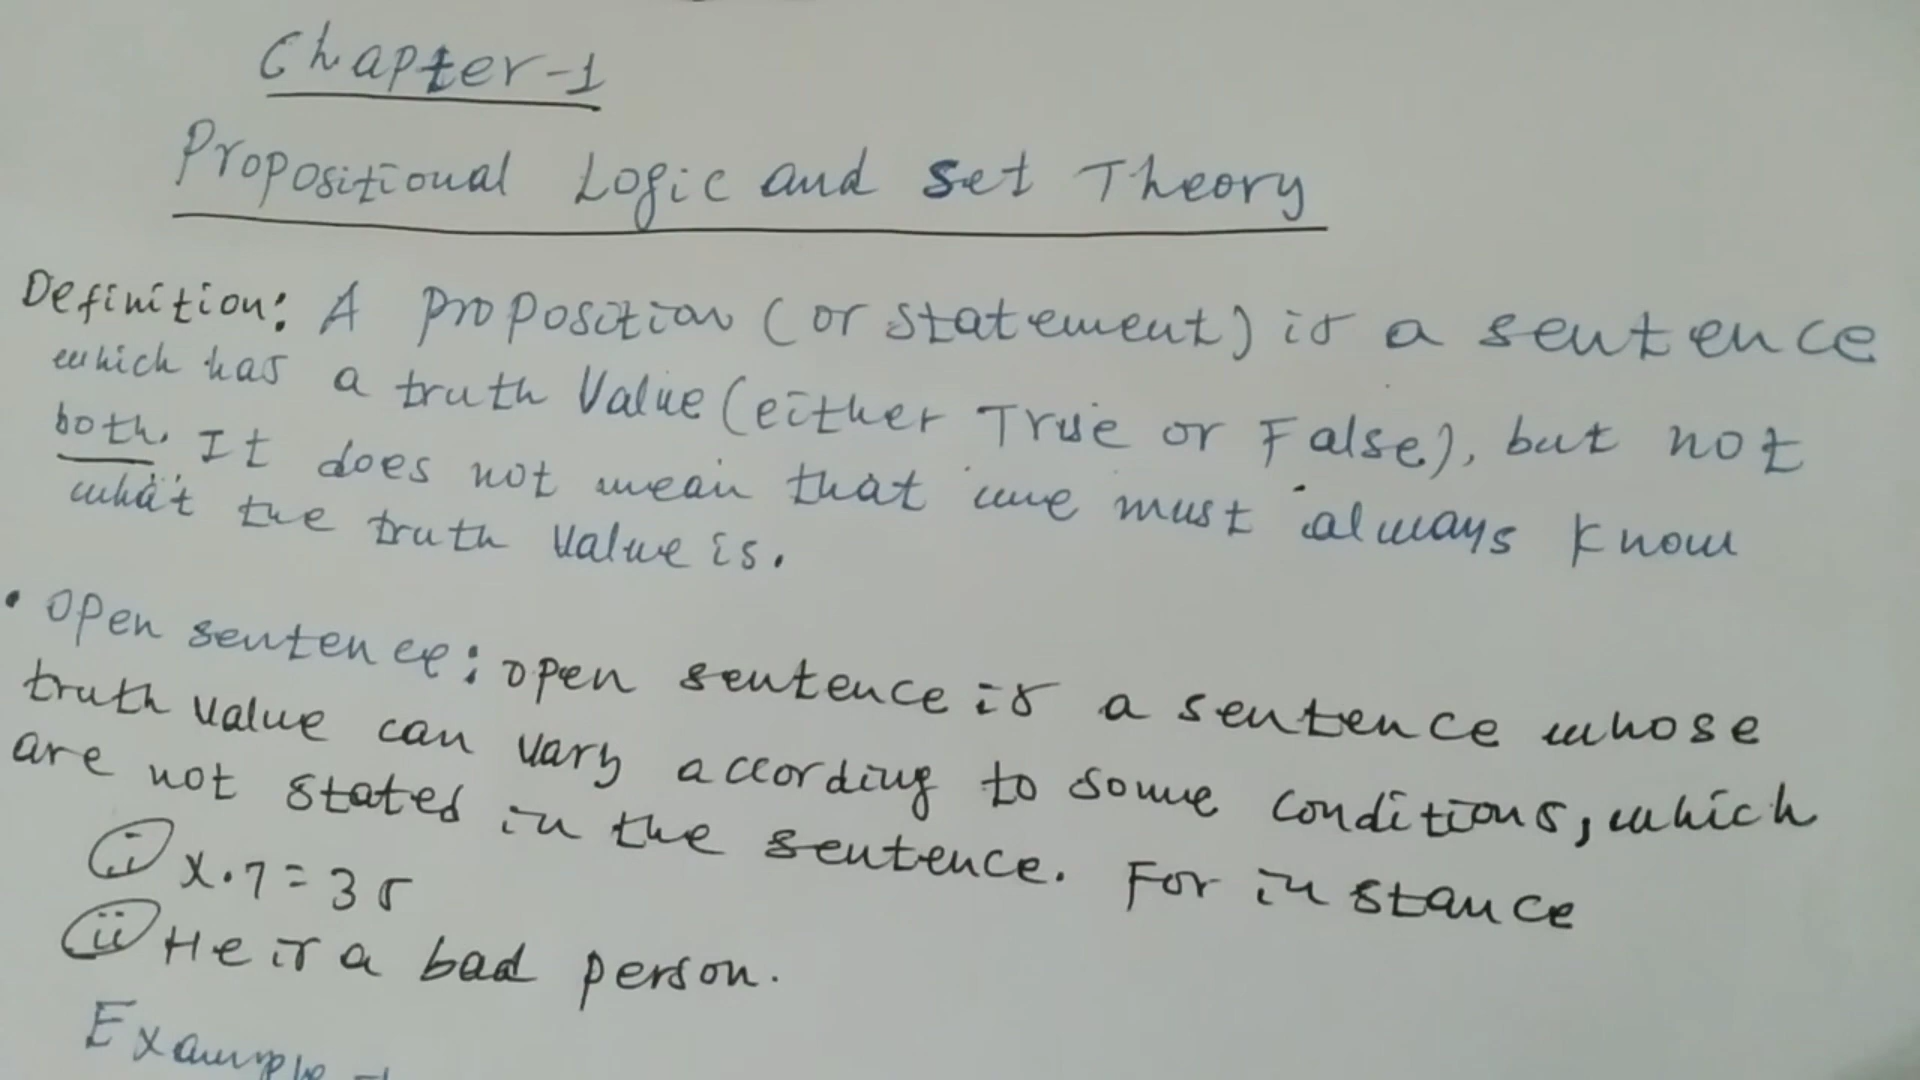 Chapter-1
Propositional Logic and set Theory
Definition: A proposition (or statement) is a sentence
which has a truth value (either True or False), but not
both. It does not mean that we must always know
what the truth value is.
• Open sentence: open sentence is a sentence whose
truth value can vary according to some conditions, which
are not stated in the sentence. For instance
(i) x.7=35
(ii) He is a bad person.
Example